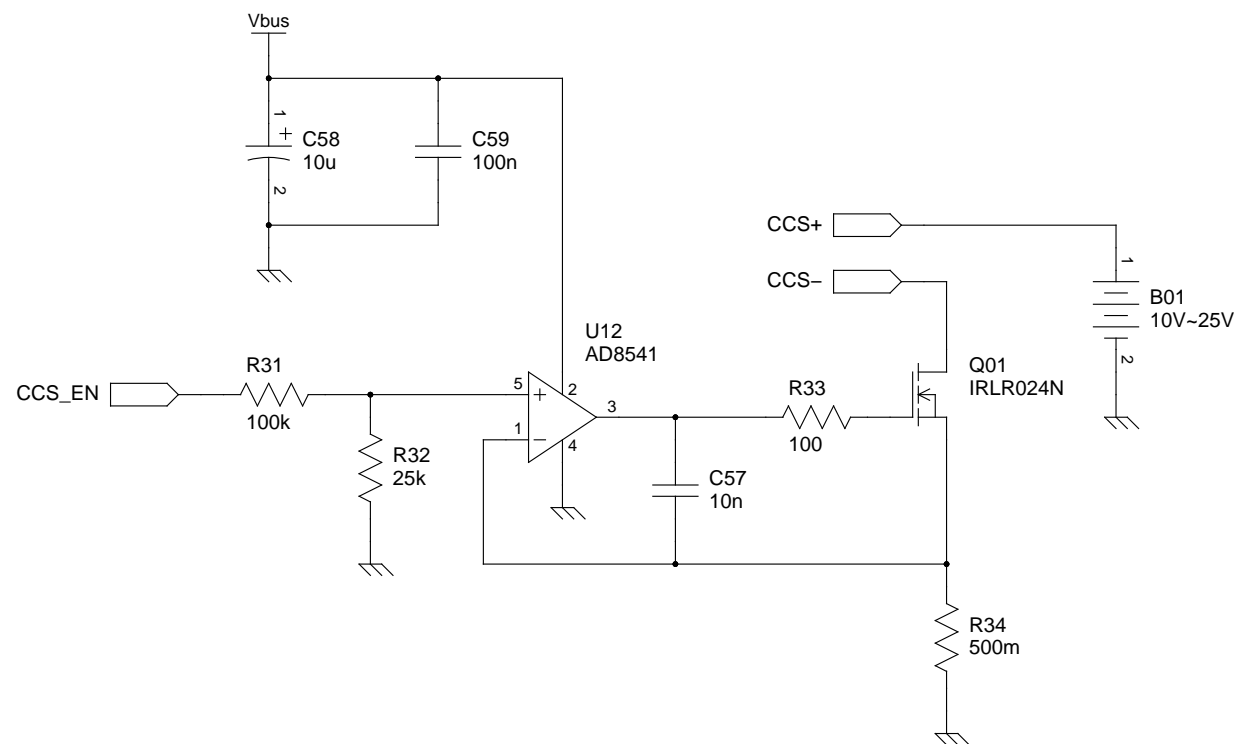 Vbus
1
+
C58
10u
2
C59
100n
CCS+
CCS−
1
B01
10V~25V
2
U12
AD8541
Q01
IRLR024N
CCS_EN
R31
100k
5
+
2
3
1
−
4
R33
100
R32
25k
C57
10n
R34
500m